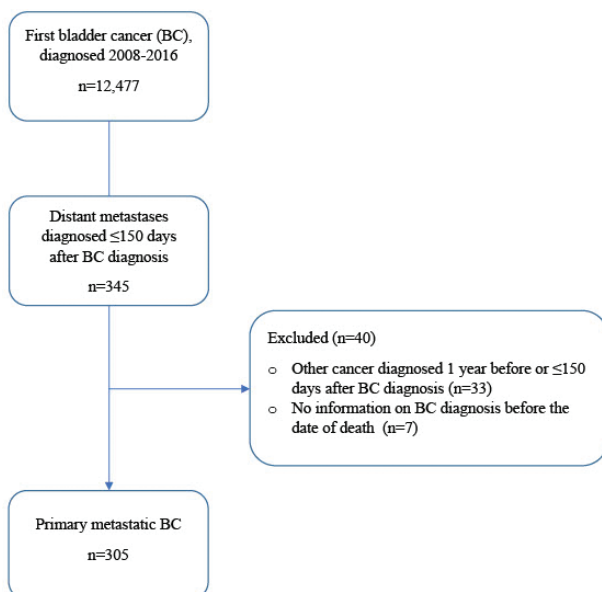 First bladder cancer (BC),
diagnosed 2008-2016
n=12,477
Distant metastases
diagnosed ≤150 days
after BC diagnosis
n=345
Excluded (n=40)
o Other cancer diagnosed 1 year before or ≤150
days after BC diagnosis (n=33)
o No information on BC diagnosis before the
date of death (n=7)
Primary metastatic BC
n=305